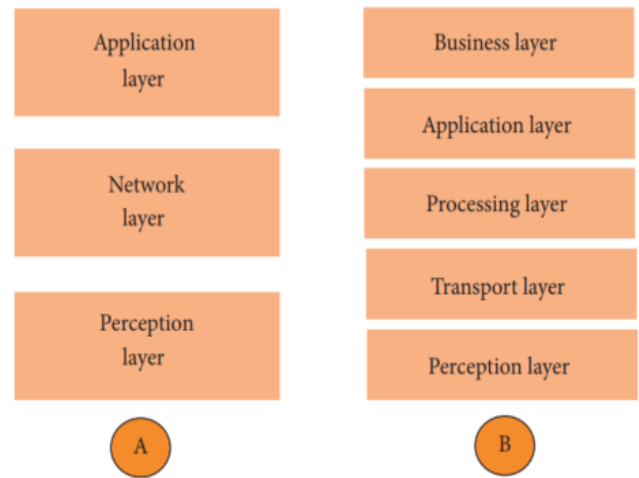 Application
layer
Network
layer
Perception
layer
A
Business layer
Application layer
Processing layer
Transport layer
Perception layer
B